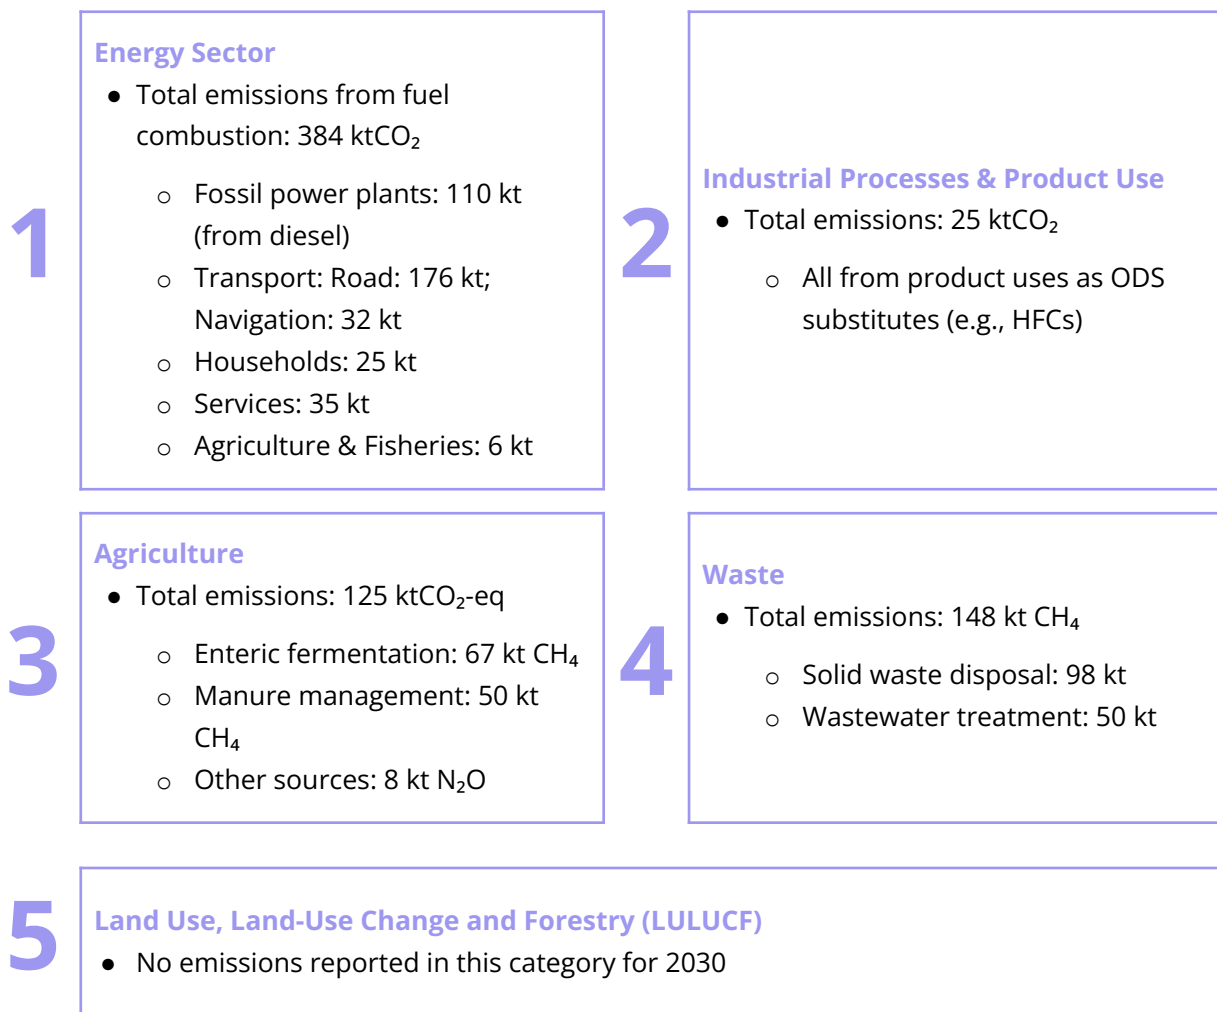 1
Energy Sector
● Total emissions from fuel
combustion: 384 ktCO₂
○ Fossil power plants: 110 kt
(from diesel)
○ Transport: Road: 176 kt;
Navigation: 32 kt
○ Households: 25 kt
○ Services: 35 kt
○ Agriculture & Fisheries: 6 kt
2
Industrial Processes & Product Use
● Total emissions: 25 ktCO₂
○ All from product uses as ODS
substitutes (e.g., HFCs)
3
Agriculture
● Total emissions: 125 ktCO₂-eq
○ Enteric fermentation: 67 kt CH₄
○ Manure management: 50 kt
CH₄
○ Other sources: 8 kt N₂O
4
Waste
● Total emissions: 148 kt CH₄
○ Solid waste disposal: 98 kt
○ Wastewater treatment: 50 kt
5
Land Use, Land-Use Change and Forestry (LULUCF)
● No emissions reported in this category for 2030